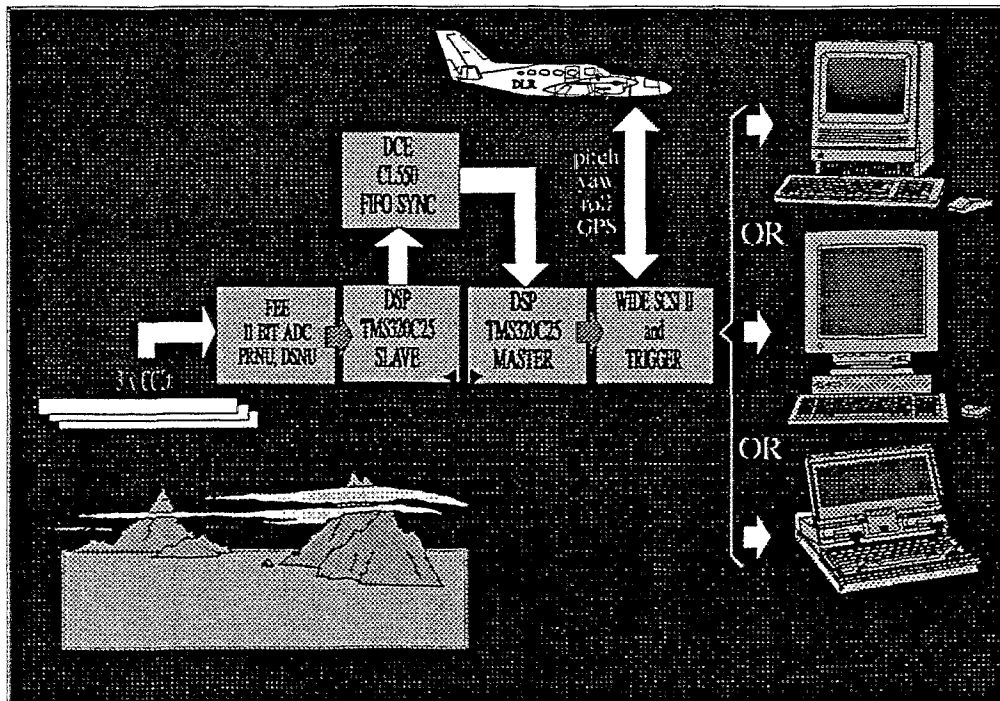 DLR
DCE
CL550
FIFO SYNC
pitch
yaw
roll
GPS
OR
FEE
11 BIT ADC
PRNU, DSNU
DSP
TMS320C25
SLAVE
DSP
TMS320C25
MASTER
WIDE SCSI II
and
TRIGGER
3 x CCD
OR